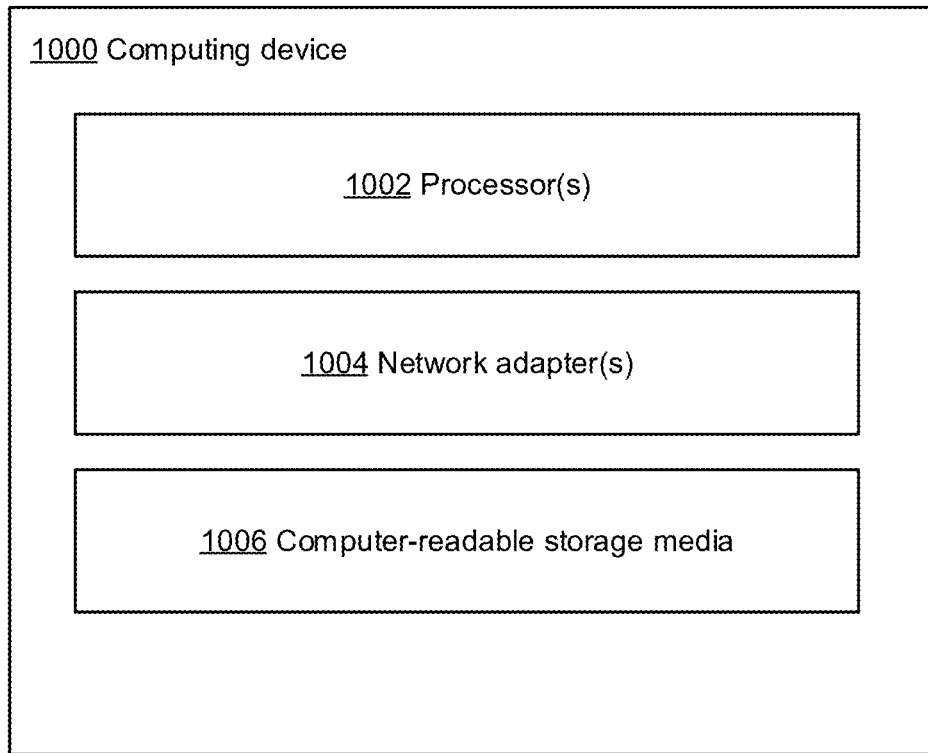 1000 Computing device
1002 Processor(s)
1004 Network adapter(s)
1006 Computer-readable storage media